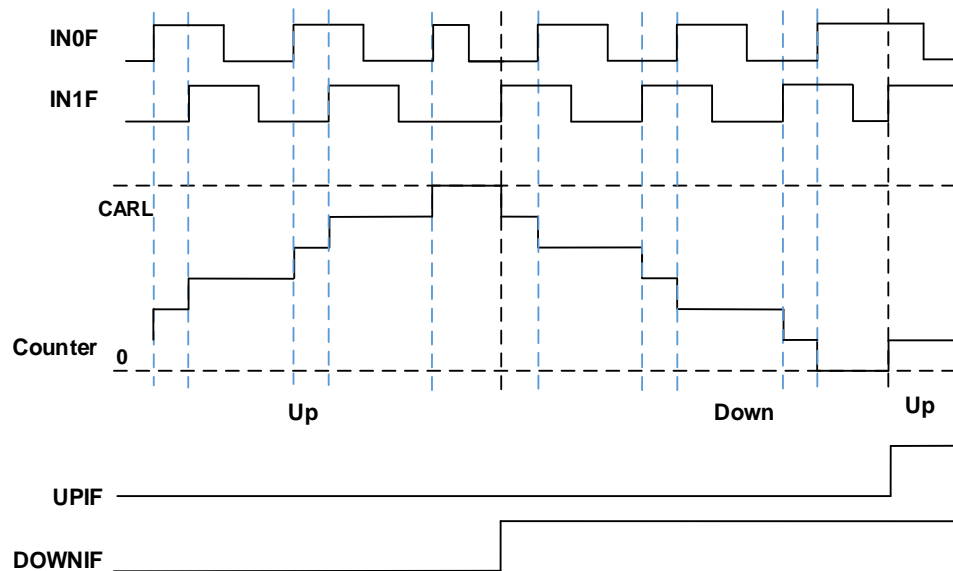 IN0F
IN1F
CARL
Counter 0
Up Down Up
UPIF
DOWNIF